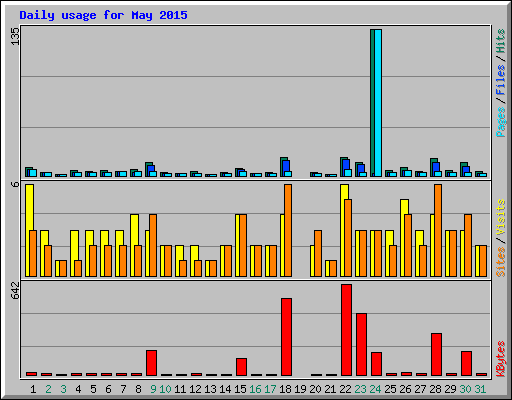 Daily usage for May 2015
135
Pages / Files / Hits
6
Sites / Visits
642
KBytes
1 2 3 4 5 6 7 8 9 10 11 12 13 14 15 16 17 18 19 20 21 22 23 24 25 26 27 28 29 30 31